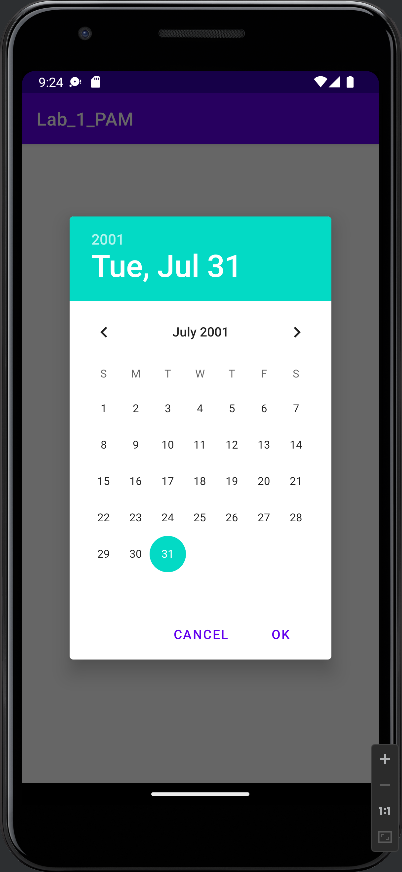 9:24
Lab_1_PAM
2001
Tue, Jul 31
July 2001
S M T W T F S
1 2 3 4 5 6 7
8 9 10 11 12 13 14
15 16 17 18 19 20 21
22 23 24 25 26 27 28
29 30 31
CANCEL OK
1:1